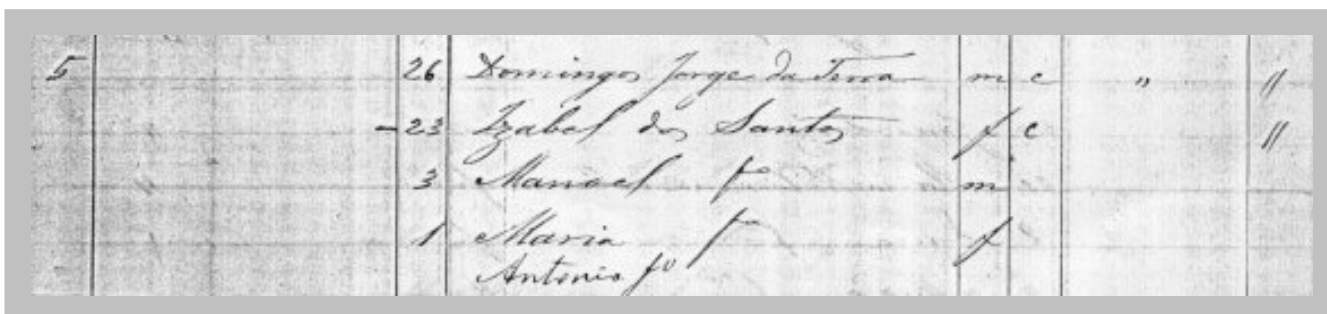 5 26 Domingos Jorge da Terra m c " "
23 Izabel dos Santos f c "
3 Manoel fo m
1 Maria fa f
Antonio fo